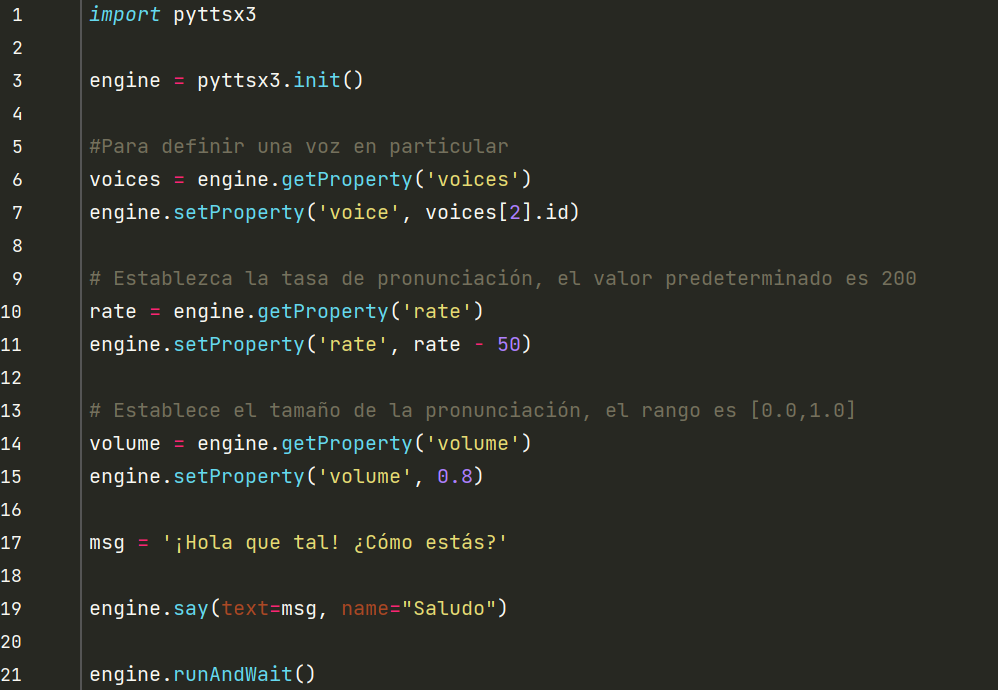 1 import pyttsx3
2
3 engine = pyttsx3.init()
4
5 #Para definir una voz en particular
6 voices = engine.getProperty('voices')
7 engine.setProperty('voice', voices[2].id)
8
9 # Establezca la tasa de pronunciación, el valor predeterminado es 200
10 rate = engine.getProperty('rate')
11 engine.setProperty('rate', rate - 50)
12
13 # Establece el tamaño de la pronunciación, el rango es [0.0,1.0]
14 volume = engine.getProperty('volume')
15 engine.setProperty('volume', 0.8)
16
17 msg = '¡Hola que tal! ¿Cómo estás?'
18
19 engine.say(text=msg, name="Saludo")
20
21 engine.runAndWait()